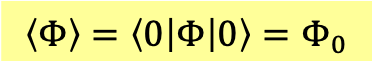 ⟨Φ⟩ = ⟨0|Φ|0⟩ = Φ₀